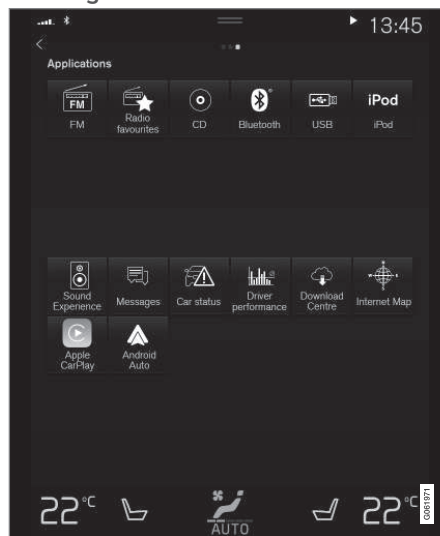 13:45
Applications
FM
FM
Radio
favourites
CD
Bluetooth
USB
iPod
iPod
Sound
Experience
Messages
Car status
Driver
performance
Download
Centre
Internet Map
Apple
CarPlay
Android
Auto
22°C
AUTO
22°C
G061971